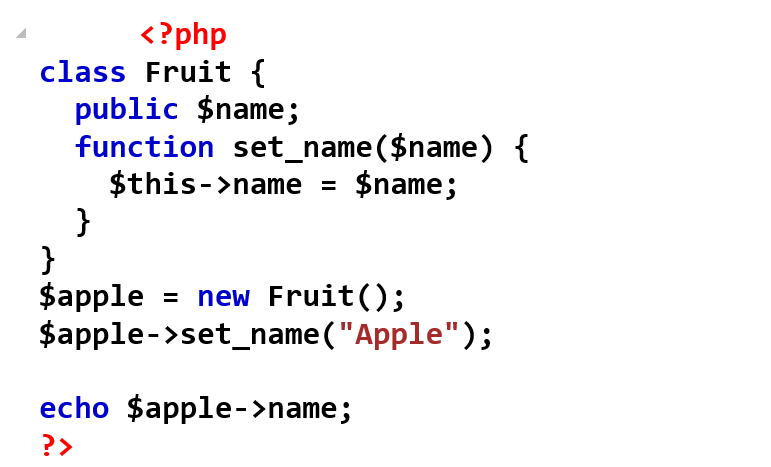 <?php
class Fruit {
public $name;
function set_name($name) {
$this->name = $name;
}
}
$apple = new Fruit();
$apple->set_name("Apple");
echo $apple->name;
?>